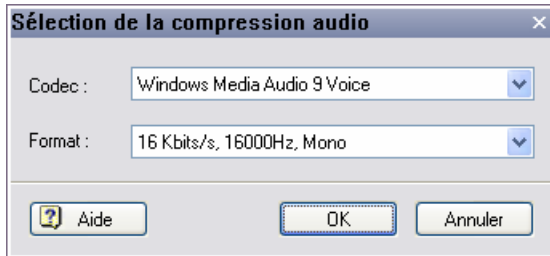 Sélection de la compression audio
Codec : Windows Media Audio 9 Voice
Format : 16 Kbits/s, 16000Hz, Mono
Aide OK Annuler